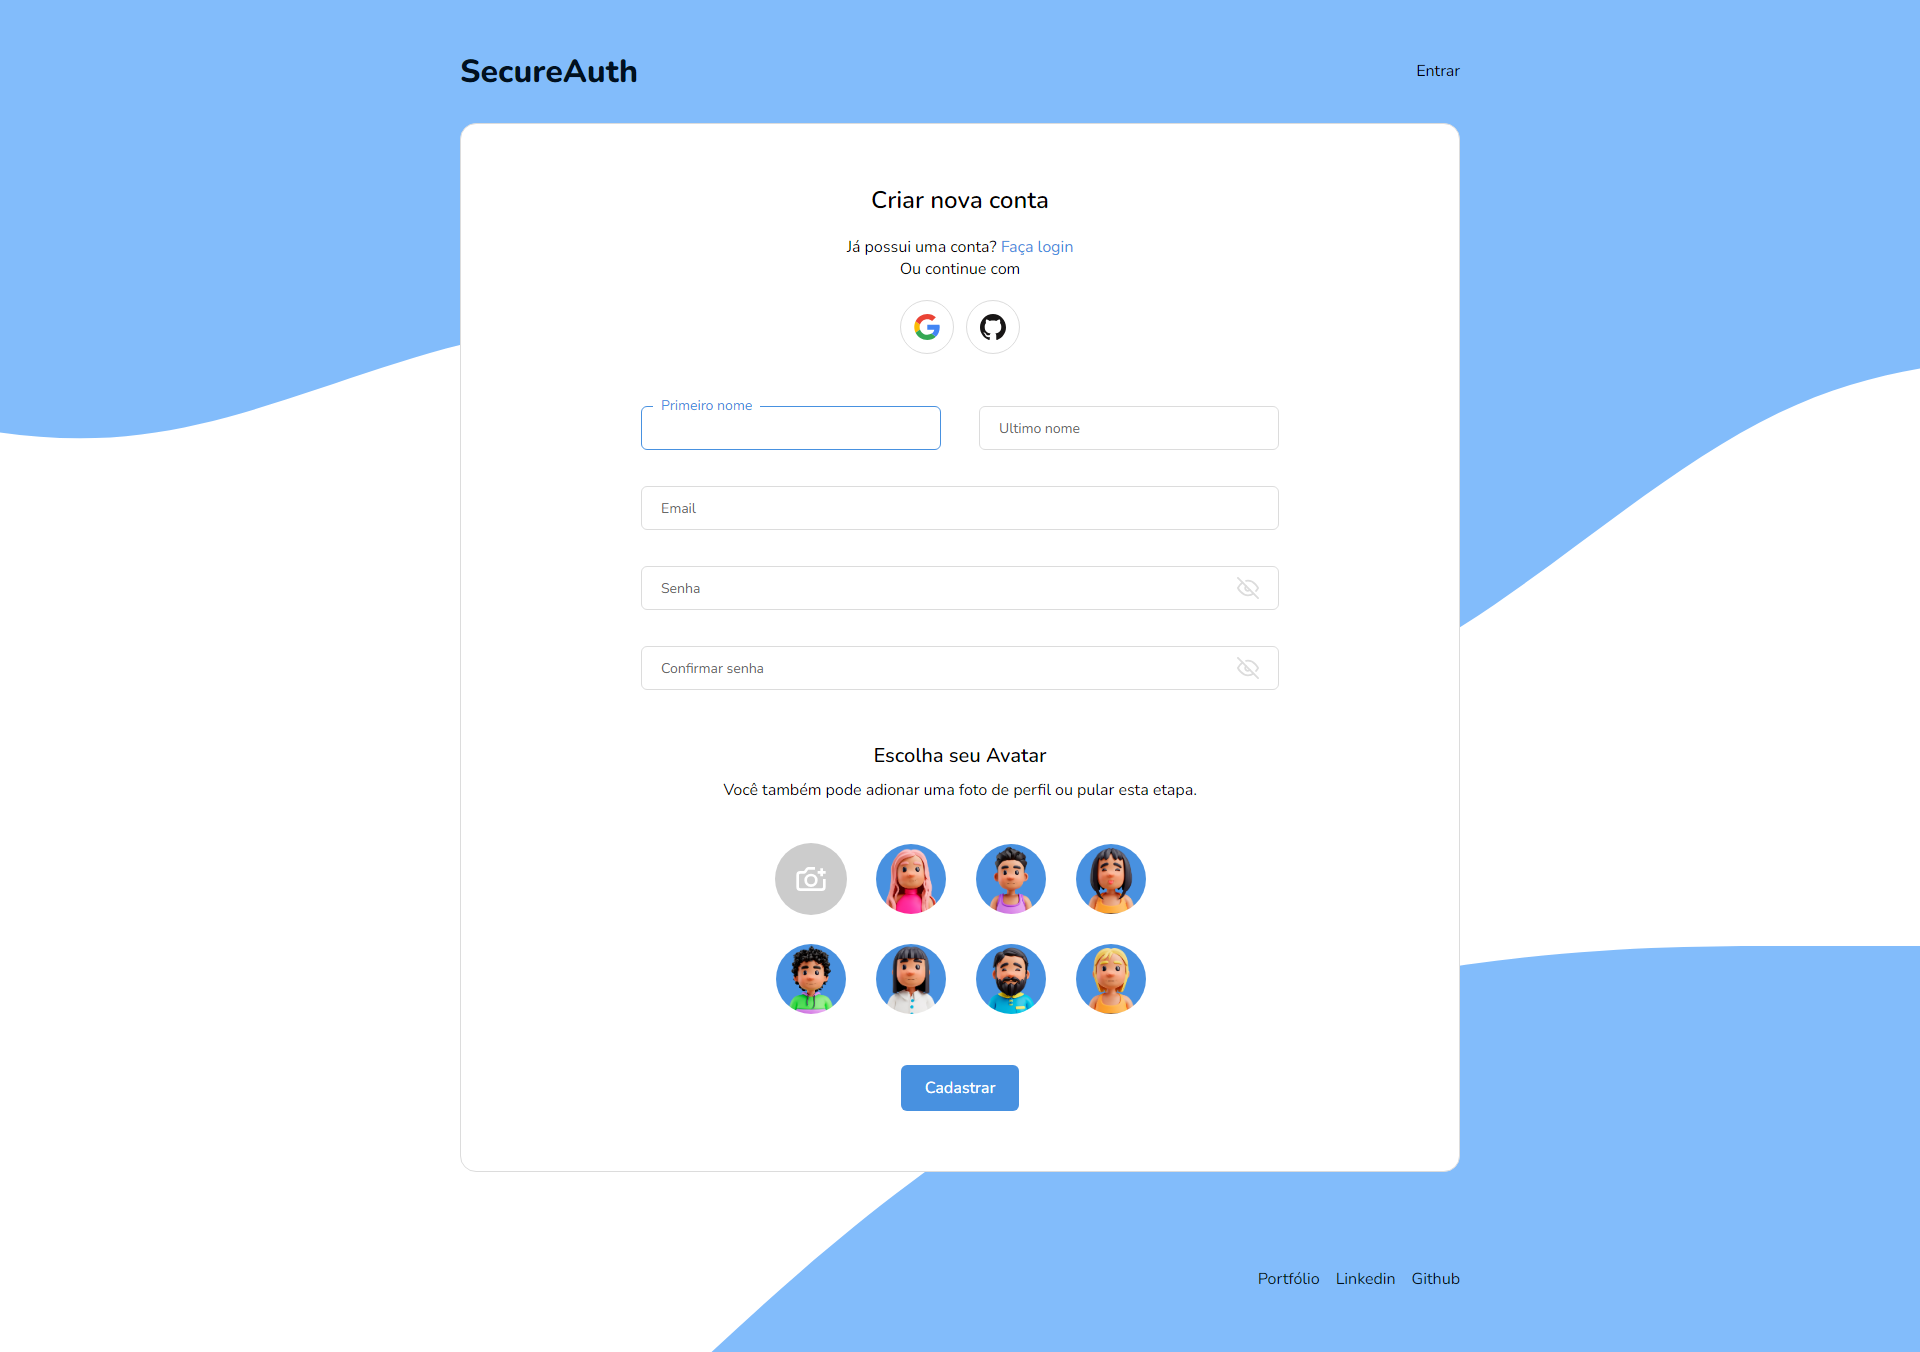 SecureAuth
Entrar
Criar nova conta
Já possui uma conta? Faça login
Ou continue com
Primeiro nome
Ultimo nome
Email
Senha
Confirmar senha
Escolha seu Avatar
Você também pode adionar uma foto de perfil ou pular esta etapa.
Cadastrar
Portfólio Linkedin Github